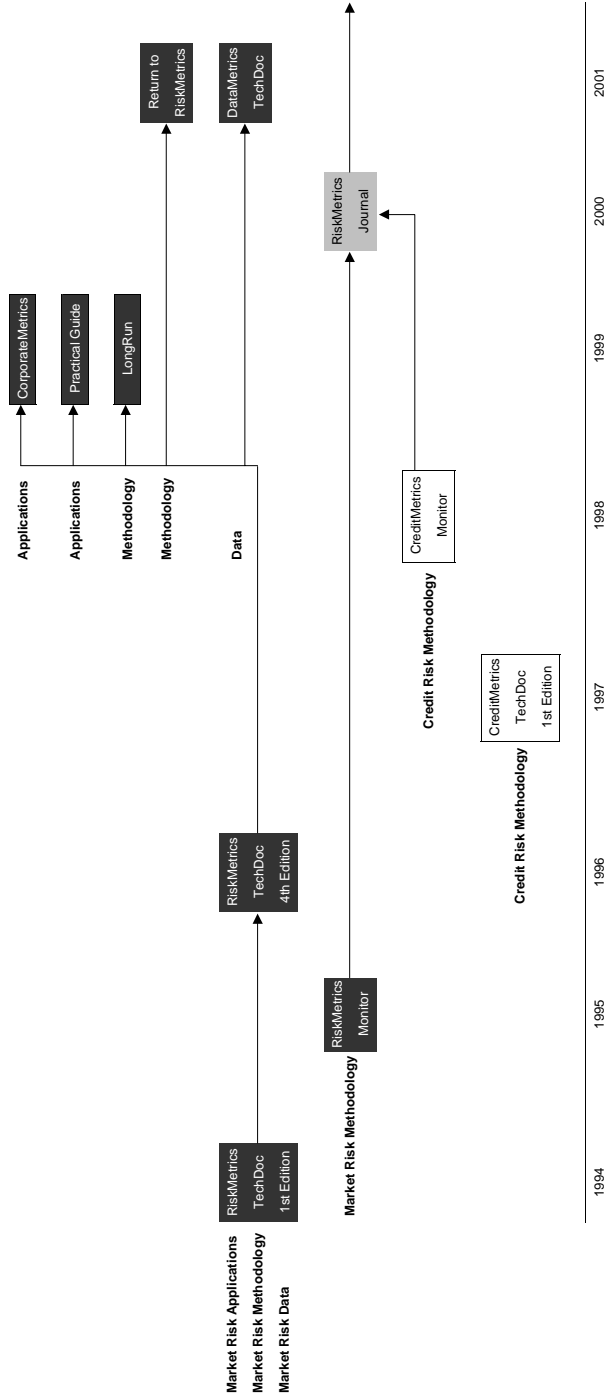 Applications
CorporateMetrics
Applications
Practical Guide
Methodology
LongRun
Methodology
Return to
RiskMetrics
Data
DataMetrics
TechDoc
Market Risk Applications
Market Risk Methodology
Market Risk Data
RiskMetrics
TechDoc
1st Edition
RiskMetrics
TechDoc
4th Edition
Market Risk Methodology
RiskMetrics
Monitor
RiskMetrics
Journal
Credit Risk Methodology
CreditMetrics
Monitor
Credit Risk Methodology
CreditMetrics
TechDoc
1st Edition
1994
1995
1996
1997
1998
1999
2000
2001